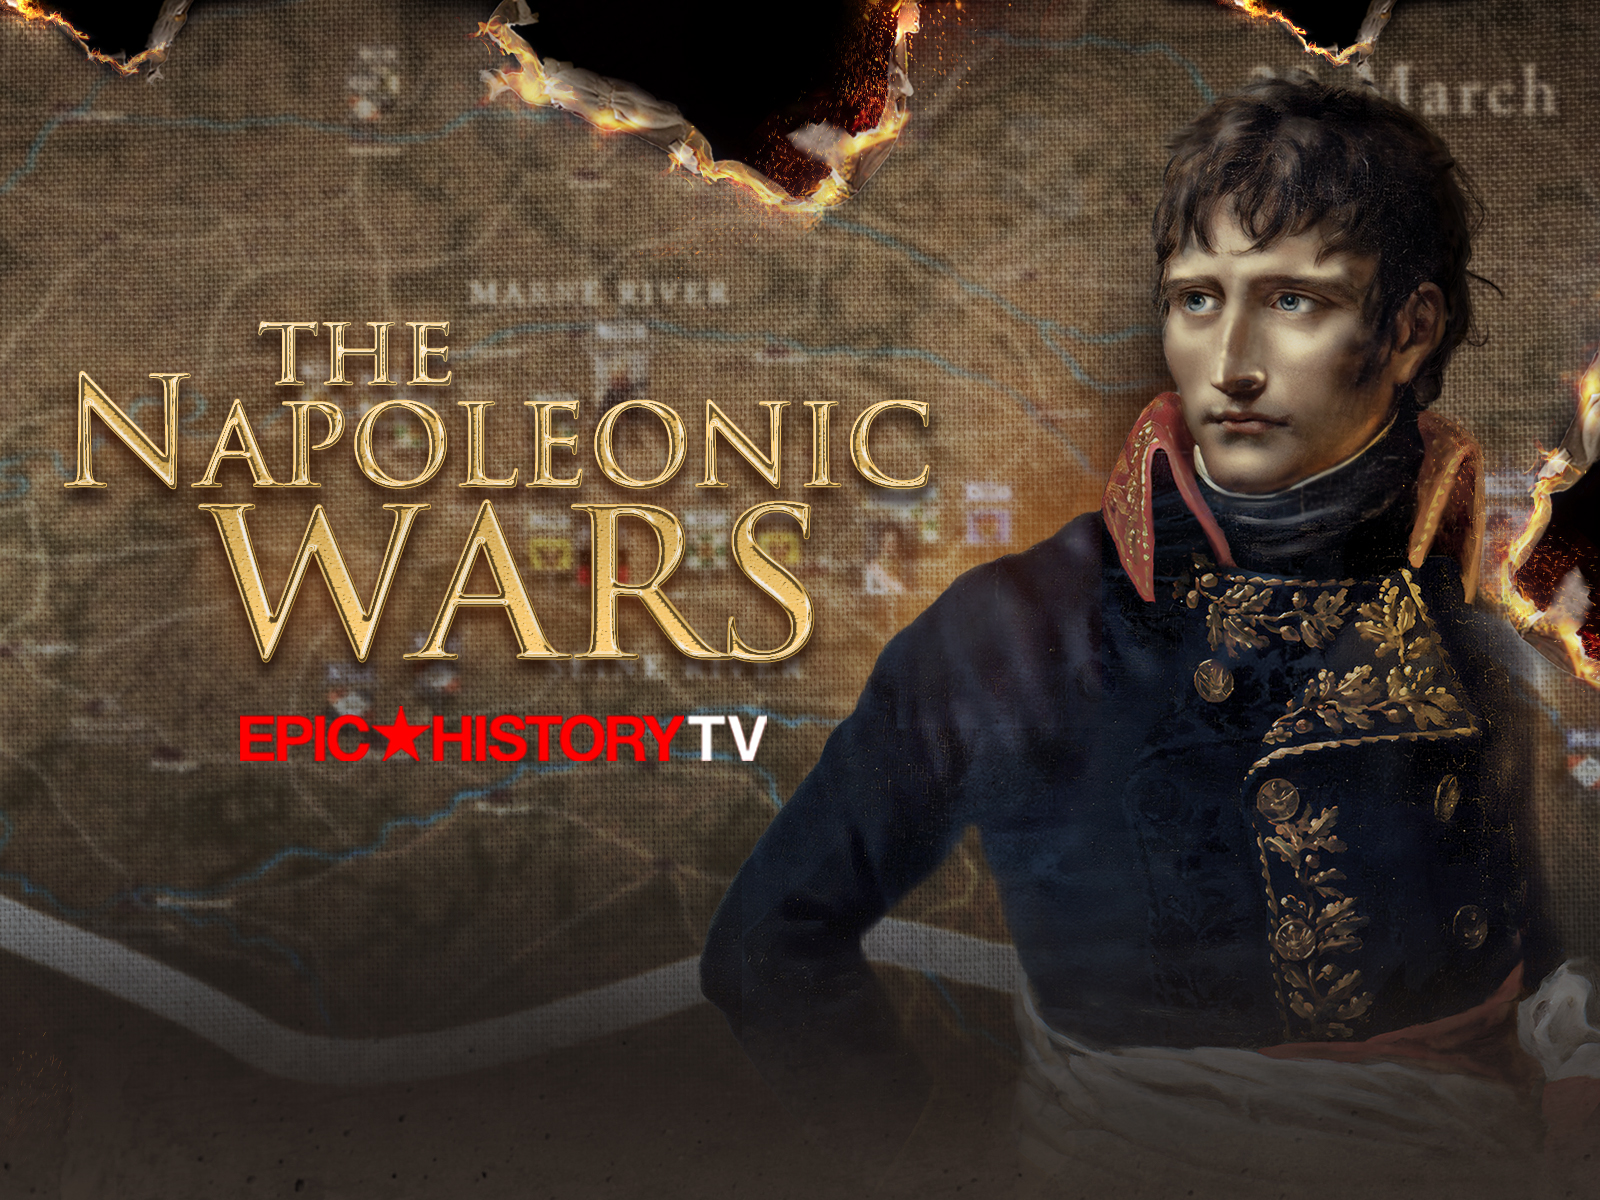 March
MARNE RIVER
THE
NAPOLEONIC
WARS
EPIC★HISTORYTV